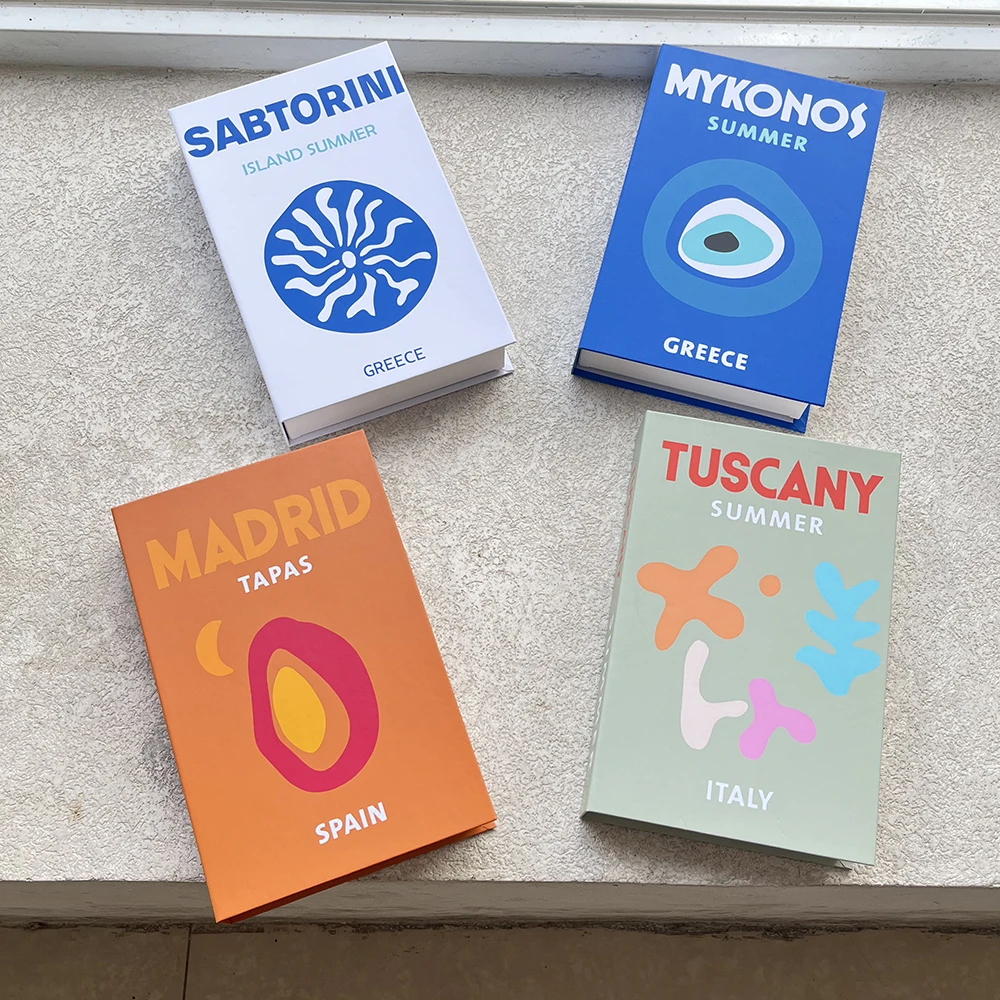 SABTORINI
ISLAND SUMMER
GREECE
MYKONOS
SUMMER
GREECE
MADRID
TAPAS
SPAIN
TUSCANY
SUMMER
ITALY